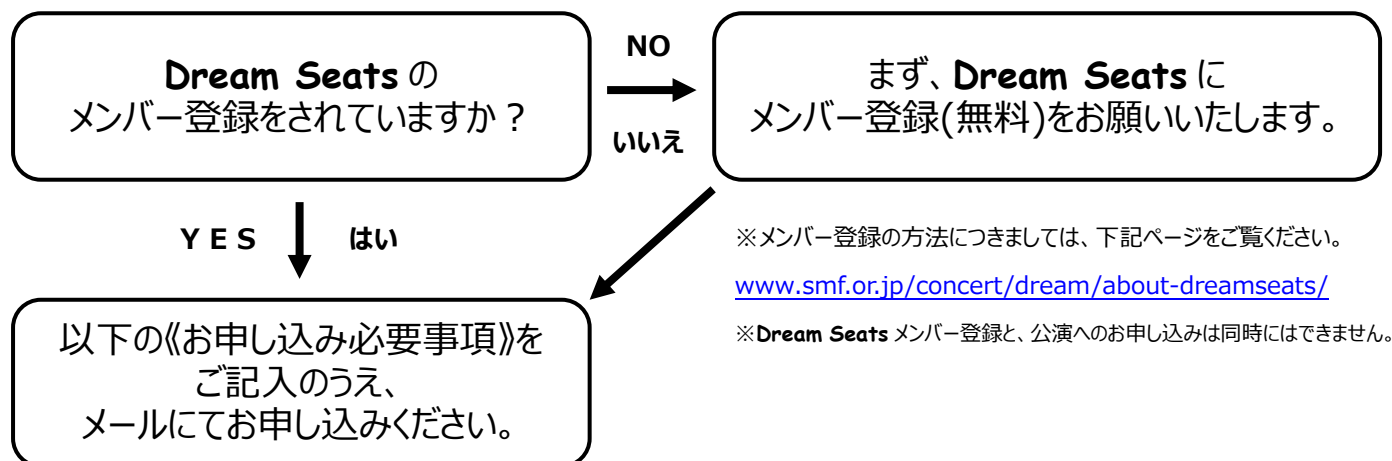 Dream Seats の
メンバー登録をされていますか？
NO
いいえ
まず、Dream Seats に
メンバー登録(無料)をお願いいたします。
YES はい
※メンバー登録の方法につきましては、下記ページをご覧ください。
www.smf.or.jp/concert/dream/about-dreamseats/
※Dream Seats メンバー登録と、公演へのお申し込みは同時にはできません。
以下の《お申し込み必要事項》を
ご記入のうえ、
メールにてお申し込みください。